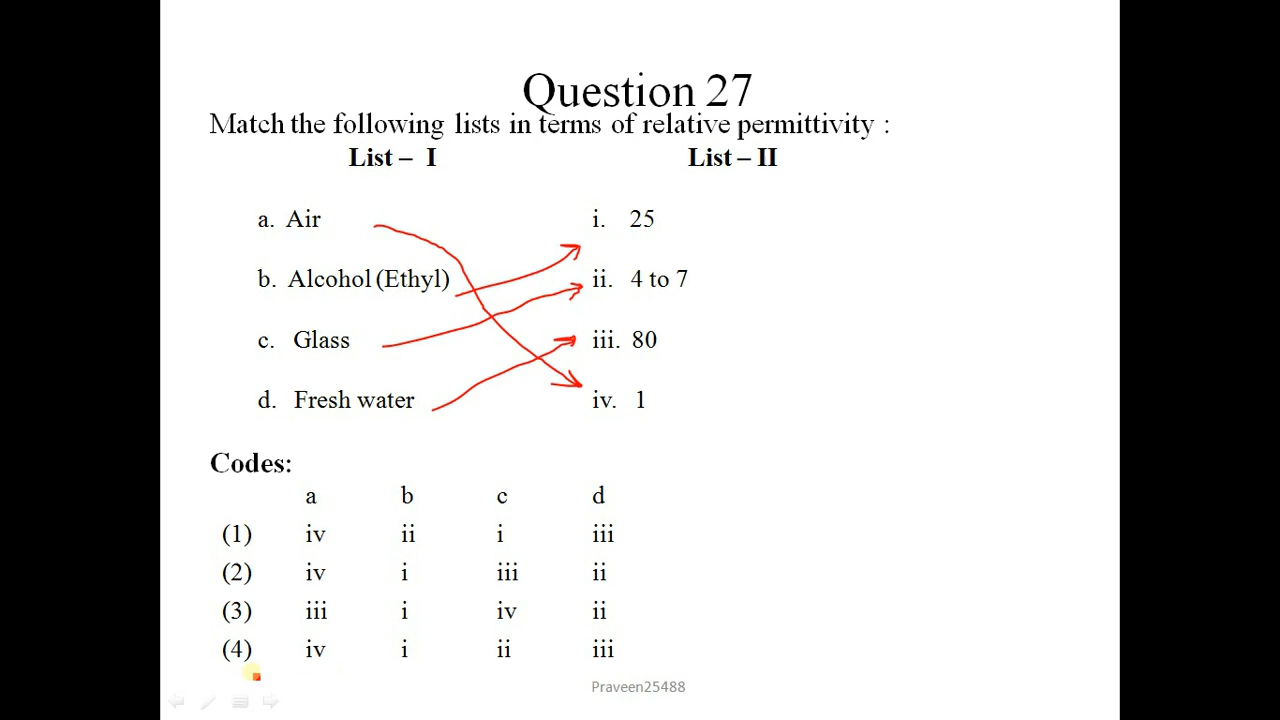 Question 27
Match the following lists in terms of relative permittivity :
List – I List – II
a. Air i. 25
b. Alcohol (Ethyl) ii. 4 to 7
c. Glass iii. 80
d. Fresh water iv. 1
Codes:
a b c d
(1) iv ii i iii
(2) iv i iii ii
(3) iii i iv ii
(4) iv i ii iii
Praveen25488